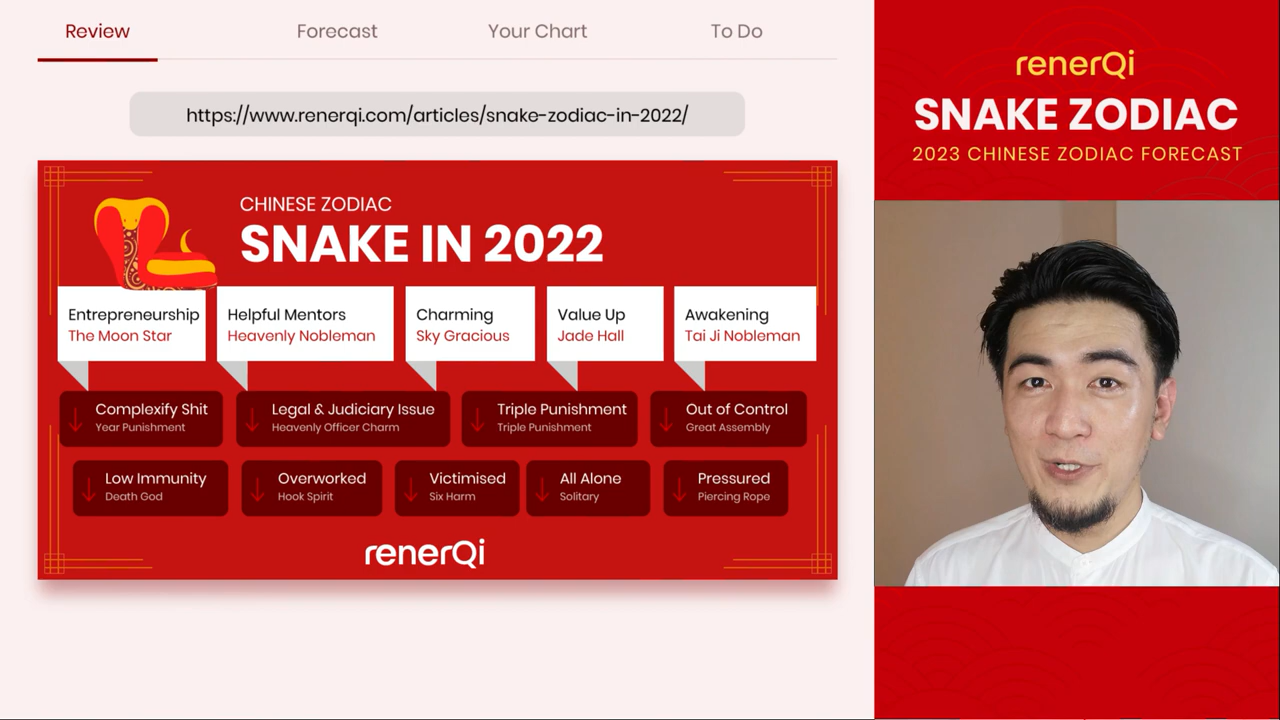 Review
Forecast
Your Chart
To Do
https://www.renerqi.com/articles/snake-zodiac-in-2022/
CHINESE ZODIAC
SNAKE IN 2022
Entrepreneurship
The Moon Star
Helpful Mentors
Heavenly Nobleman
Charming
Sky Gracious
Value Up
Jade Hall
Awakening
Tai Ji Nobleman
Complexify Shit
Year Punishment
Legal & Judiciary Issue
Heavenly Officer Charm
Triple Punishment
Triple Punishment
Out of Control
Great Assembly
Low Immunity
Death God
Overworked
Hook Spirit
Victimised
Six Harm
All Alone
Solitary
Pressured
Piercing Rope
renerQi
renerQi
SNAKE ZODIAC
2023 CHINESE ZODIAC FORECAST